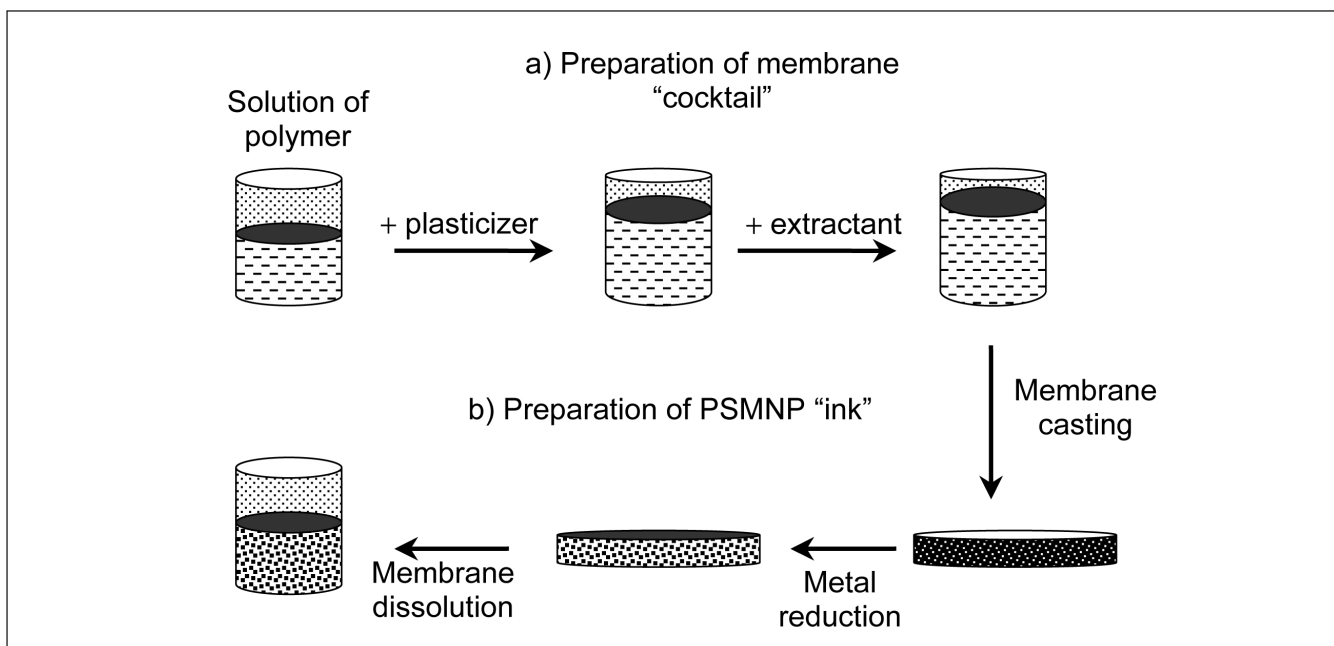 a) Preparation of membrane
“cocktail”
Solution of
polymer
+ plasticizer
+ extractant
Membrane
casting
b) Preparation of PSMNP “ink”
Metal
reduction
Membrane
dissolution